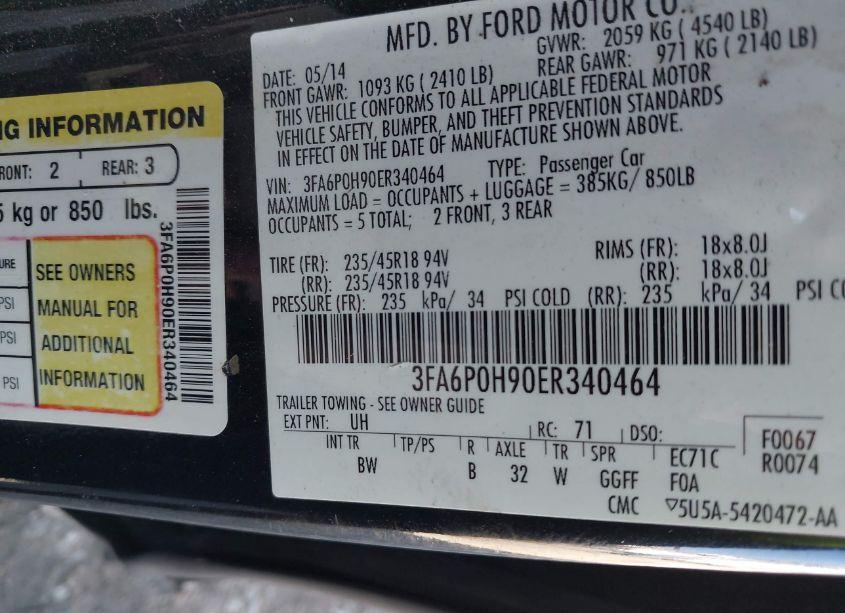 NG INFORMATION
FRONT: 2 REAR: 3
5 kg or 850 lbs.
SEE OWNERS
MANUAL FOR
ADDITIONAL
INFORMATION
PSI
PSI
PSI
3FA6P0H90ER340464
MFD. BY FORD MOTOR CO.
DATE: 05/14 GVWR: 2059 KG ( 4540 LB)
FRONT GAWR: 1093 KG ( 2410 LB) REAR GAWR: 971 KG ( 2140 LB)
THIS VEHICLE CONFORMS TO ALL APPLICABLE FEDERAL MOTOR
VEHICLE SAFETY, BUMPER, AND THEFT PREVENTION STANDARDS
IN EFFECT ON THE DATE OF MANUFACTURE SHOWN ABOVE.
VIN: 3FA6P0H90ER340464 TYPE: Passenger Car
MAXIMUM LOAD = OCCUPANTS + LUGGAGE = 385KG/ 850LB
OCCUPANTS = 5 TOTAL; 2 FRONT, 3 REAR
TIRE (FR): 235/45R18 94V RIMS (FR): 18x8.0J
(RR): 235/45R18 94V (RR): 18x8.0J
PRESSURE (FR): 235 kPa/ 34 PSI COLD (RR): 235 kPa/ 34 PSI CO
3FA6P0H90ER340464
TRAILER TOWING - SEE OWNER GUIDE
EXT PNT: UH RC: 71 DSO:
INT TR TP/PS R AXLE TR SPR EC71C F0067
BW B 32 W GGFF F0A R0074
CMC ▽5U5A-5420472-AA